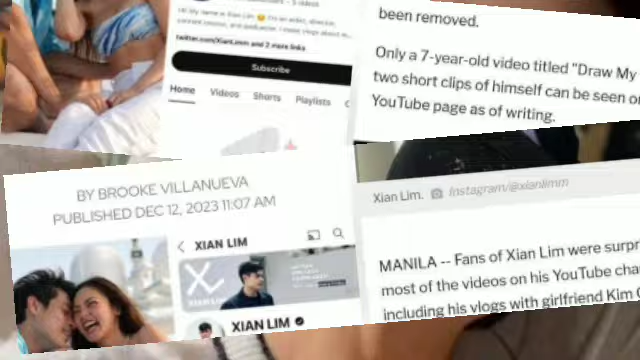 Hi! My name is Xian Lim
twitter.com/XianLimm and 2 more links
Subscribe
Home Videos Shorts Playlists
been removed.
Only a 7-year-old video titled "Draw My
two short clips of himself can be seen o
YouTube page as of writing.
BY BROOKE VILLANUEVA
PUBLISHED DEC 12, 2023 11:07 AM
XIAN LIM
XIAN LIM
XIAN LIM
Xian Lim. Instagram/@xianlimm
MANILA -- Fans of Xian Lim were surpr
most of the videos on his YouTube cha
including his vlogs with girlfriend Kim